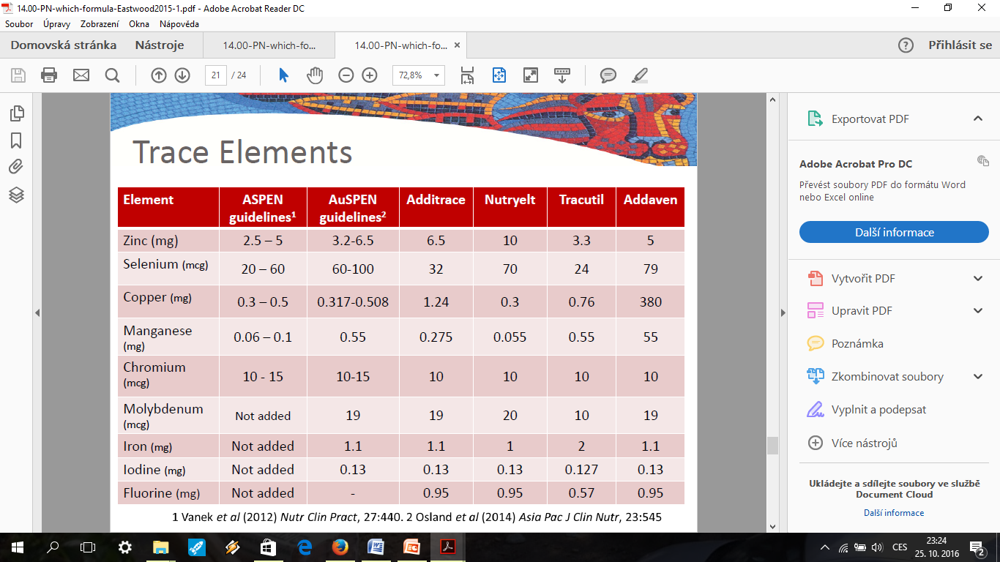 14.00-PN-which-formula-Eastwood2015-1.pdf - Adobe Acrobat Reader DC
Soubor Úpravy Zobrazení Okna Nápověda
Domovská stránka Nástroje 14.00-PN-which-fo... 14.00-PN-which-fo... × Přihlásit se
21 / 24 72,8%
Trace Elements
Element ASPEN guidelines1 AuSPEN guidelines2 Additrace Nutryelt Tracutil Addaven
Zinc (mg) 2.5 – 5 3.2-6.5 6.5 10 3.3 5
Selenium (mcg) 20 – 60 60-100 32 70 24 79
Copper (mg) 0.3 – 0.5 0.317-0.508 1.24 0.3 0.76 380
Manganese (mg) 0.06 – 0.1 0.55 0.275 0.055 0.55 55
Chromium (mcg) 10 - 15 10-15 10 10 10 10
Molybdenum (mcg) Not added 19 19 20 10 19
Iron (mg) Not added 1.1 1.1 1 2 1.1
Iodine (mg) Not added 0.13 0.13 0.13 0.127 0.13
Fluorine (mg) Not added - 0.95 0.95 0.57 0.95
1 Vanek et al (2012) Nutr Clin Pract, 27:440. 2 Osland et al (2014) Asia Pac J Clin Nutr, 23:545
Exportovat PDF
Adobe Acrobat Pro DC
Převést soubory PDF do formátu Word
nebo Excel online
Další informace
Vytvořit PDF
Upravit PDF
Poznámka
Zkombinovat soubory
Vyplnit a podepsat
Více nástrojů
Ukládejte a sdílejte soubory ve službě
Document Cloud
Další informace
CES
23:24
25. 10. 2016
2